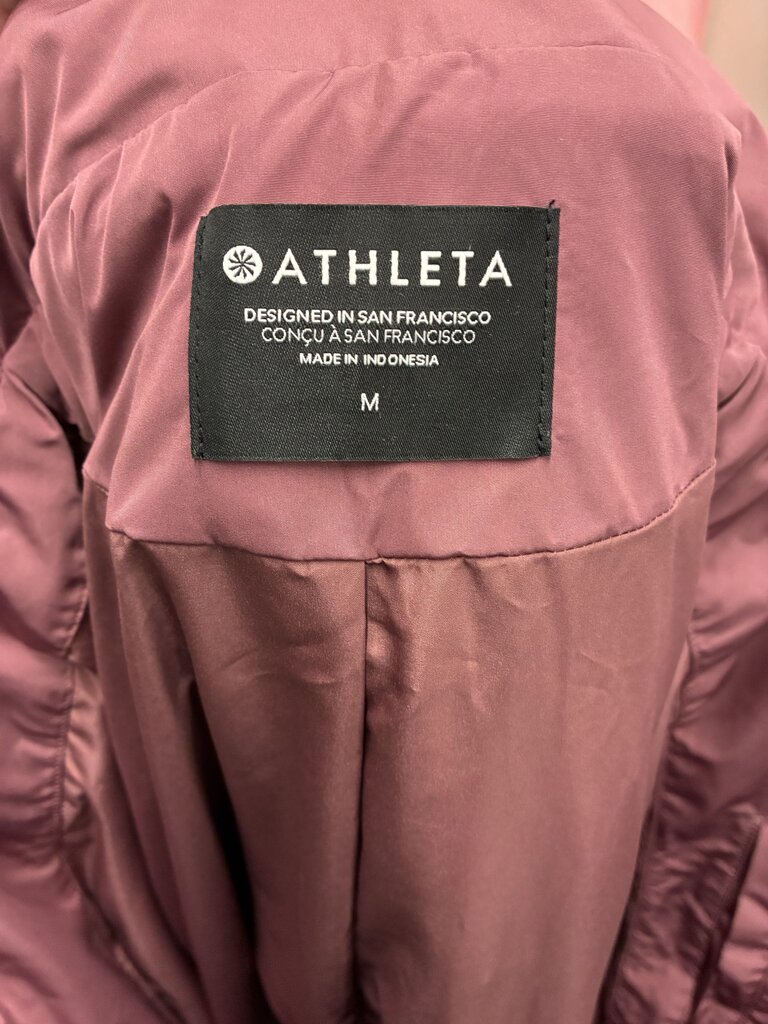 ATHLETA
DESIGNED IN SAN FRANCISCO
CONÇU À SAN FRANCISCO
MADE IN INDONESIA
M